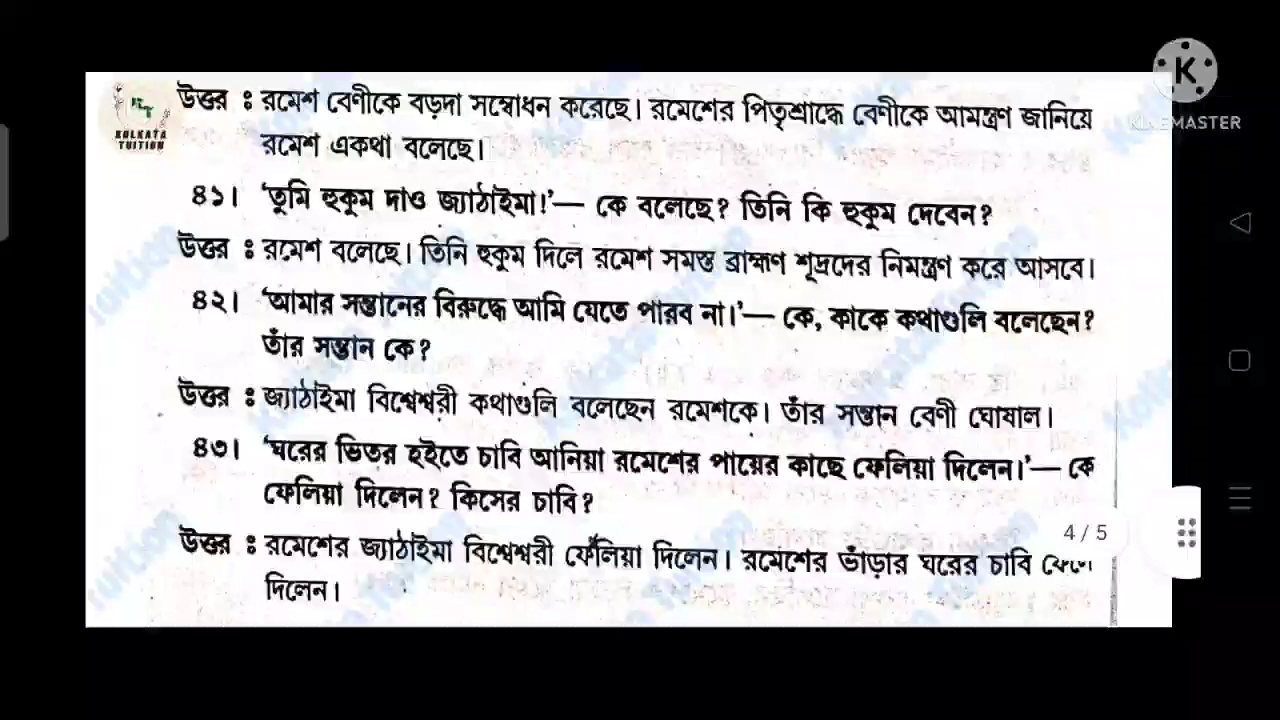 উত্তর ঃ রমেশ বেণীকে বড়দা সম্বোধন করেছে। রমেশের পিতৃশ্রাদ্ধে বেণীকে আমন্ত্রণ জানিয়ে
রমেশ একথা বলেছে।
৪১। 'তুমি হুকুম দাও জ্যাঠাইমা!'— কে বলেছে? তিনি কি হুকুম দেবেন?
উত্তর ঃ রমেশ বলেছে। তিনি হুকুম দিলে রমেশ সমস্ত ব্রাহ্মণ শূদ্রদের নিমন্ত্রণ করে আসবে।
৪২। 'আমার সন্তানের বিরুদ্ধে আমি যেতে পারব না।'— কে, কাকে কথাগুলি বলেছেন?
তাঁর সন্তান কে?
উত্তর ঃ জ্যাঠাইমা বিশ্বেশ্বরী কথাগুলি বলেছেন রমেশকে। তাঁর সন্তান বেণী ঘোষাল।
৪৩। 'ঘরের ভিতর হইতে চাবি আনিয়া রমেশের পায়ের কাছে ফেলিয়া দিলেন।'— কে
ফেলিয়া দিলেন? কিসের চাবি?
উত্তর ঃ রমেশের জ্যাঠাইমা বিশ্বেশ্বরী ফেলিয়া দিলেন। রমেশের ভাঁড়ার ঘরের চাবি
দিলেন।
KOLKATA
TUITION
K
KINEMASTER
4 / 5